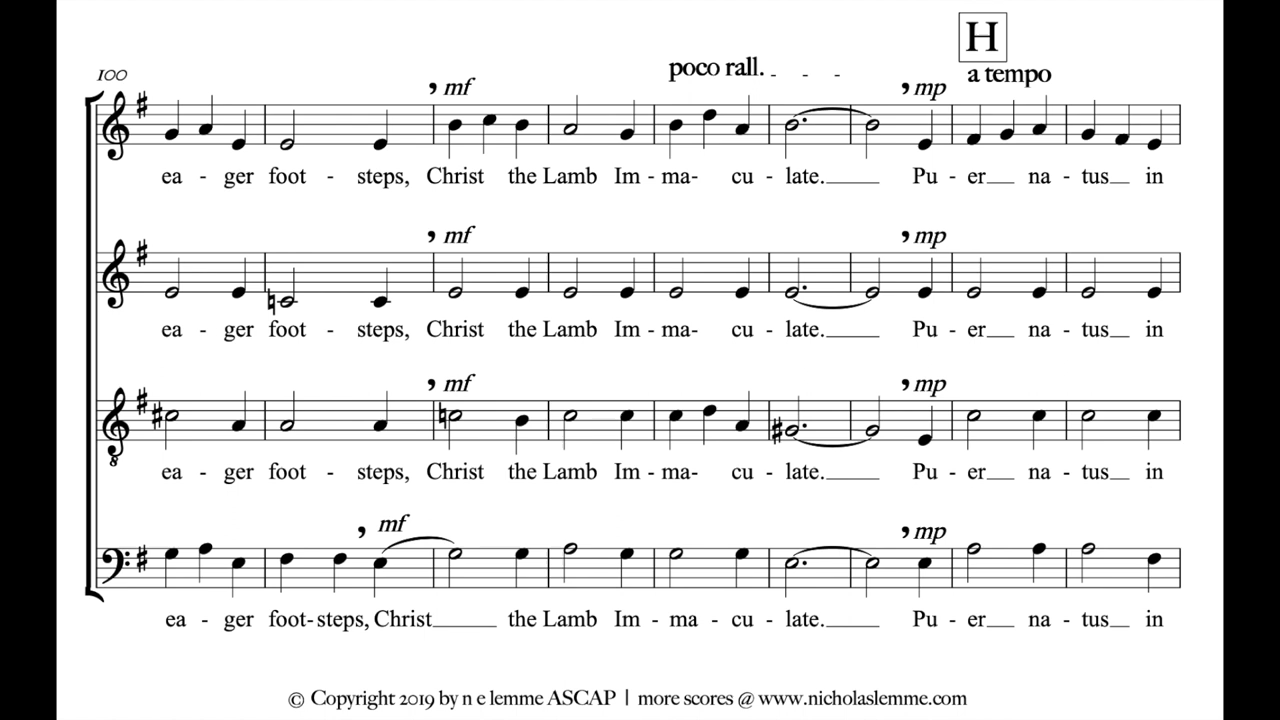 H
poco rall. - - -
a tempo
100
mf
mp
ea - ger foot - steps, Christ the Lamb Im - ma- cu - late. Pu - er na - tus in
mf
mp
ea - ger foot - steps, Christ the Lamb Im - ma- cu - late. Pu - er na - tus in
mf
mp
ea - ger foot - steps, Christ the Lamb Im - ma- cu - late. Pu - er na - tus in
mf
mp
ea - ger foot-steps, Christ the Lamb Im - ma - cu - late. Pu - er na - tus in
© Copyright 2019 by n e lemme ASCAP | more scores @ www.nicholaslemme.com